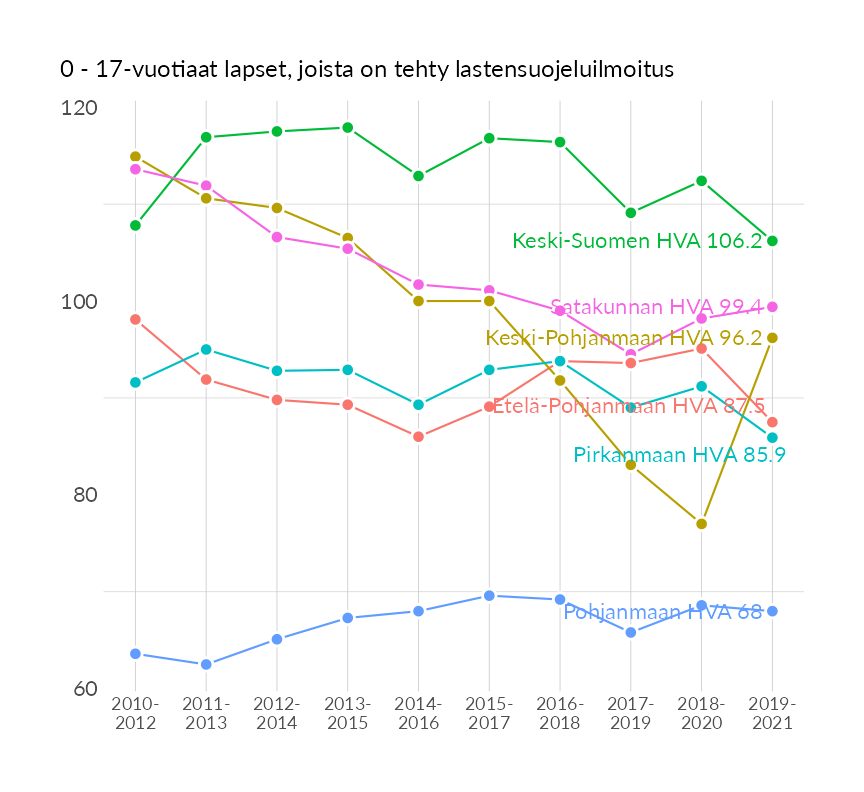 0 - 17-vuotiaat lapset, joista on tehty lastensuojeluilmoitus
120
100
80
60
Keski-Suomen HVA 106.2
Satakunnan HVA 99.4
Keski-Pohjanmaan HVA 96.2
Etelä-Pohjanmaan HVA 87.5
Pirkanmaan HVA 85.9
Pohjanmaan HVA 68
2010- 2011- 2012- 2013- 2014- 2015- 2016- 2017- 2018- 2019-
2012 2013 2014 2015 2016 2017 2018 2019 2020 2021